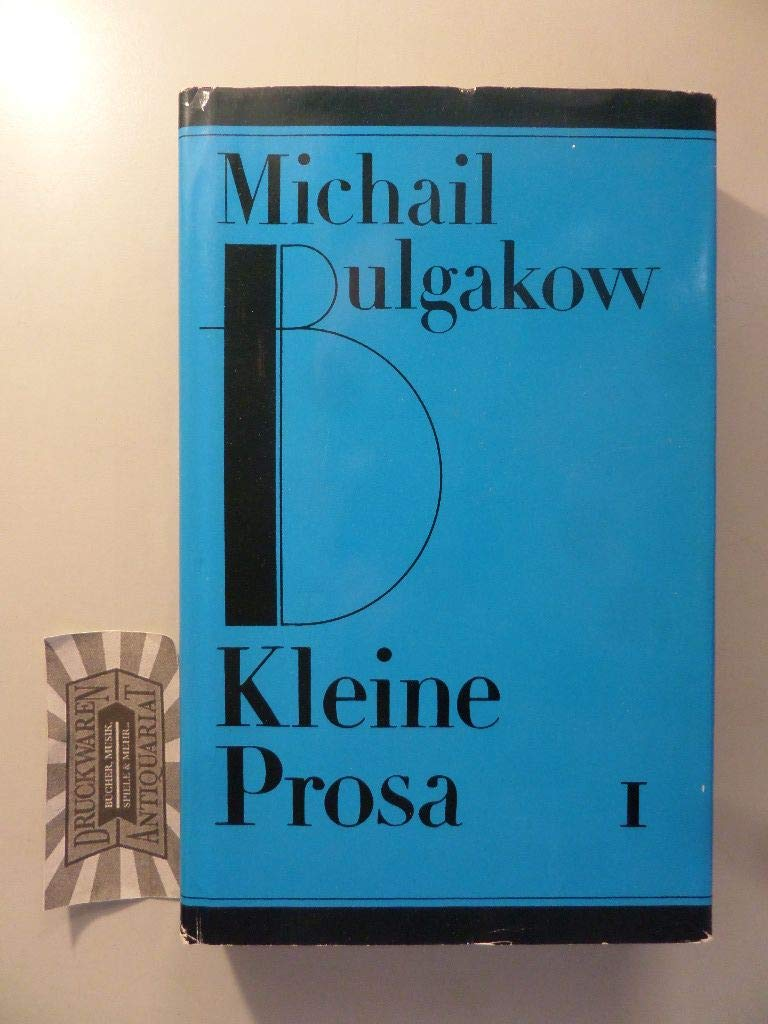 Michail
Bulgakow
Kleine
Prosa
I
DRUCKWAREN
BÜCHER, MUSIK,
SPIELE & MEHR...
ANTIQUARIAT